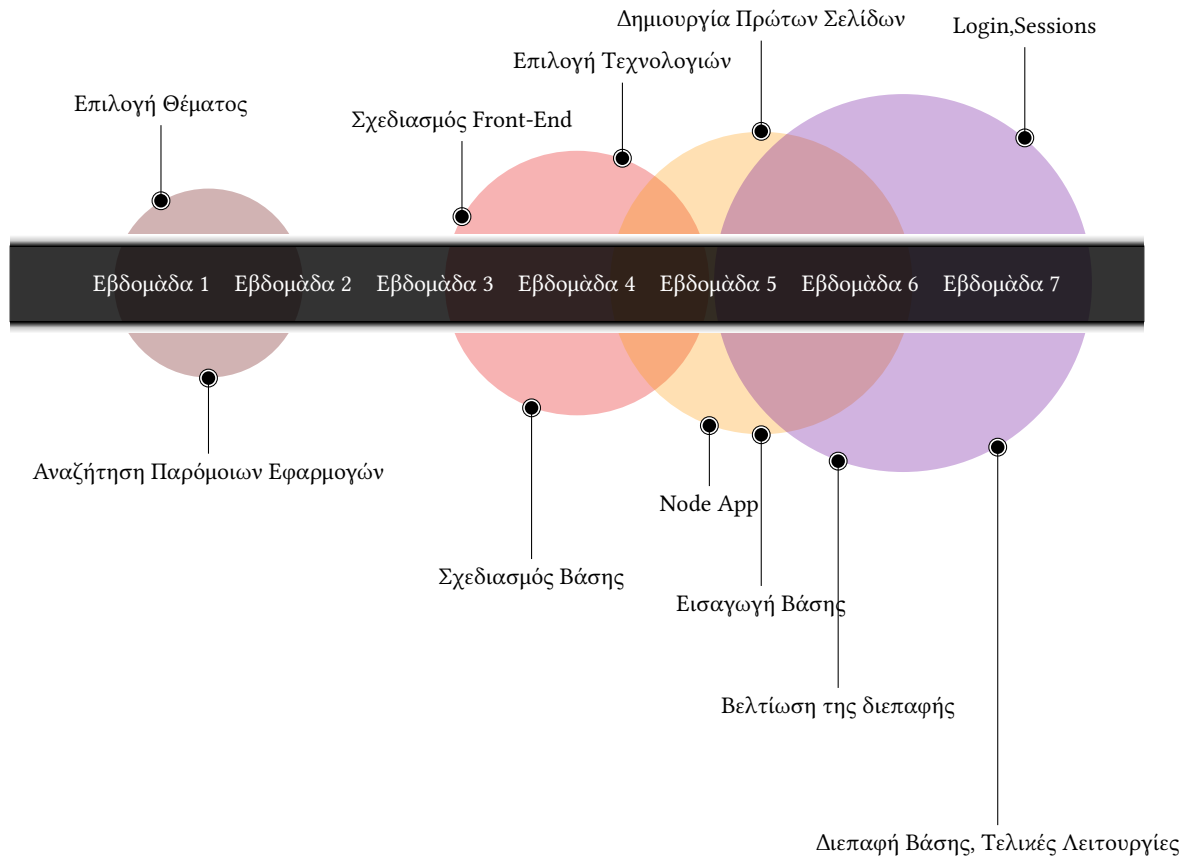 Δημιουργία Πρώτων Σελίδων
Login,Sessions
Επιλογή Τεχνολογιών
Επιλογή Θέματος
Σχεδιασμός Front-End
Εβδομὰδα 1
Εβδομὰδα 2
Εβδομὰδα 3
Εβδομὰδα 4
Εβδομὰδα 5
Εβδομὰδα 6
Εβδομὰδα 7
Αναζήτηση Παρόμοιων Εφαρμογών
Node App
Σχεδιασμός Βάσης
Εισαγωγή Βάσης
Βελτίωση της διεπαφής
Διεπαφή Βάσης, Τελικές Λειτουργίες